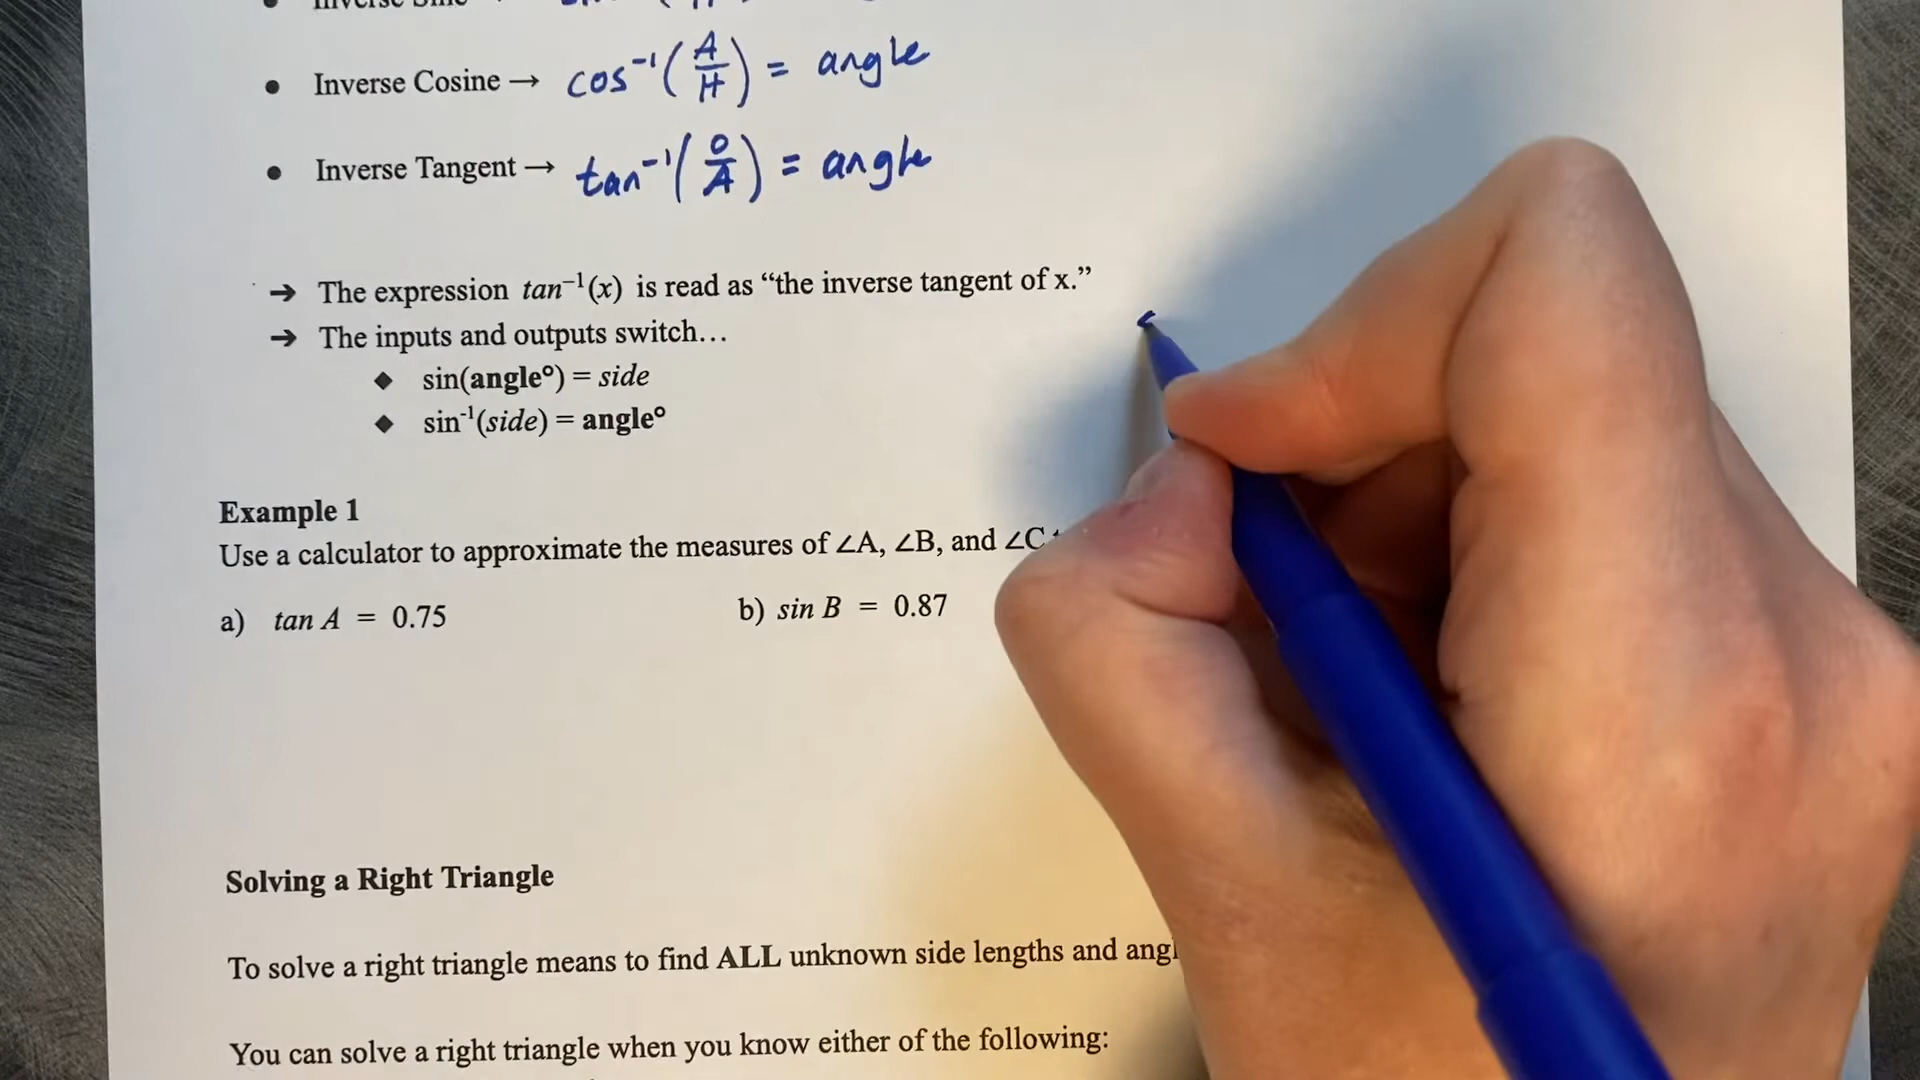 • Inverse Sine →
• Inverse Cosine → cos⁻¹(A/H) = angle
• Inverse Tangent → tan⁻¹(O/A) = angle
➔ The expression tan⁻¹(x) is read as “the inverse tangent of x.”
➔ The inputs and outputs switch…
◆ sin(angle°) = side
◆ sin⁻¹(side) = angle°
Example 1
Use a calculator to approximate the measures of ∠A, ∠B, and ∠C
a) tan A = 0.75 b) sin B = 0.87
Solving a Right Triangle
To solve a right triangle means to find ALL unknown side lengths and angl
You can solve a right triangle when you know either of the following: